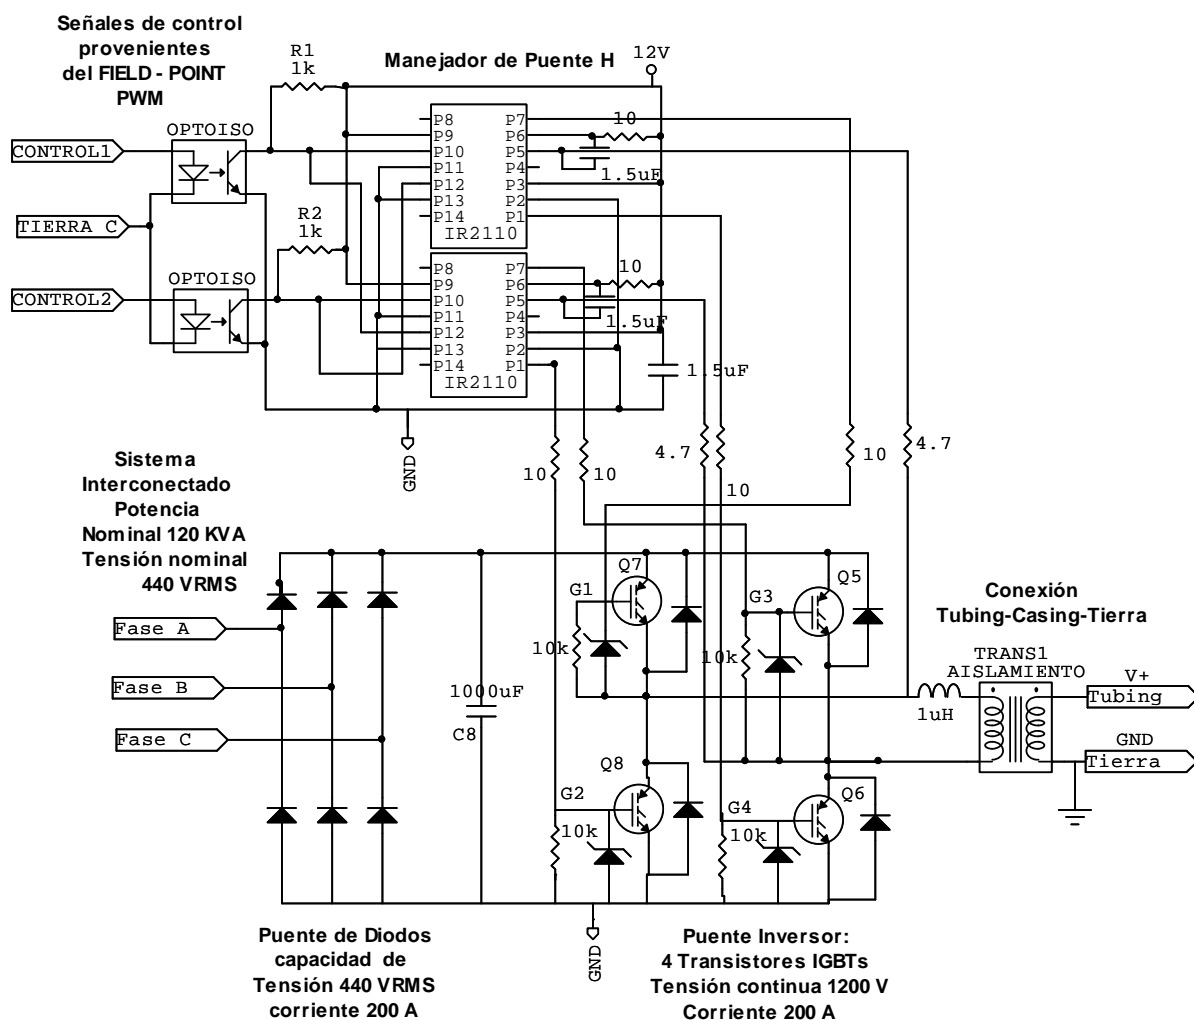 Señales de control
provenientes
del FIELD - POINT
PWM
R1
1k
Manejador de Puente H
12V
OPTOISO
CONTROL1
TIERRA C
R2
1k
OPTOISO
CONTROL2
P8
P9
P10
P11
P12
P13
P14
P7
P6
P5
P4
P3
P2
P1
IR2110
10
1.5uF
P8
P9
P10
P11
P12
P13
P14
P7
P6
P5
P4
P3
P2
P1
IR2110
10
1.5uF
1.5uF
GND
10
10
4.7
10
10
4.7
Sistema
Interconectado
Potencia
Nominal 120 KVA
Tensión nominal
440 VRMS
Fase A
Fase B
Fase C
1000uF
C8
Q7
G1
10k
Q5
G3
10k
Q8
G2
10k
Q6
G4
10k
Conexión
Tubing-Casing-Tierra
TRANS1
AISLAMIENTO
1uH
V+
Tubing
GND
Tierra
GND
Puente de Diodos
capacidad de
Tensión 440 VRMS
corriente 200 A
Puente Inversor:
4 Transistores IGBTs
Tensión continua 1200 V
Corriente 200 A